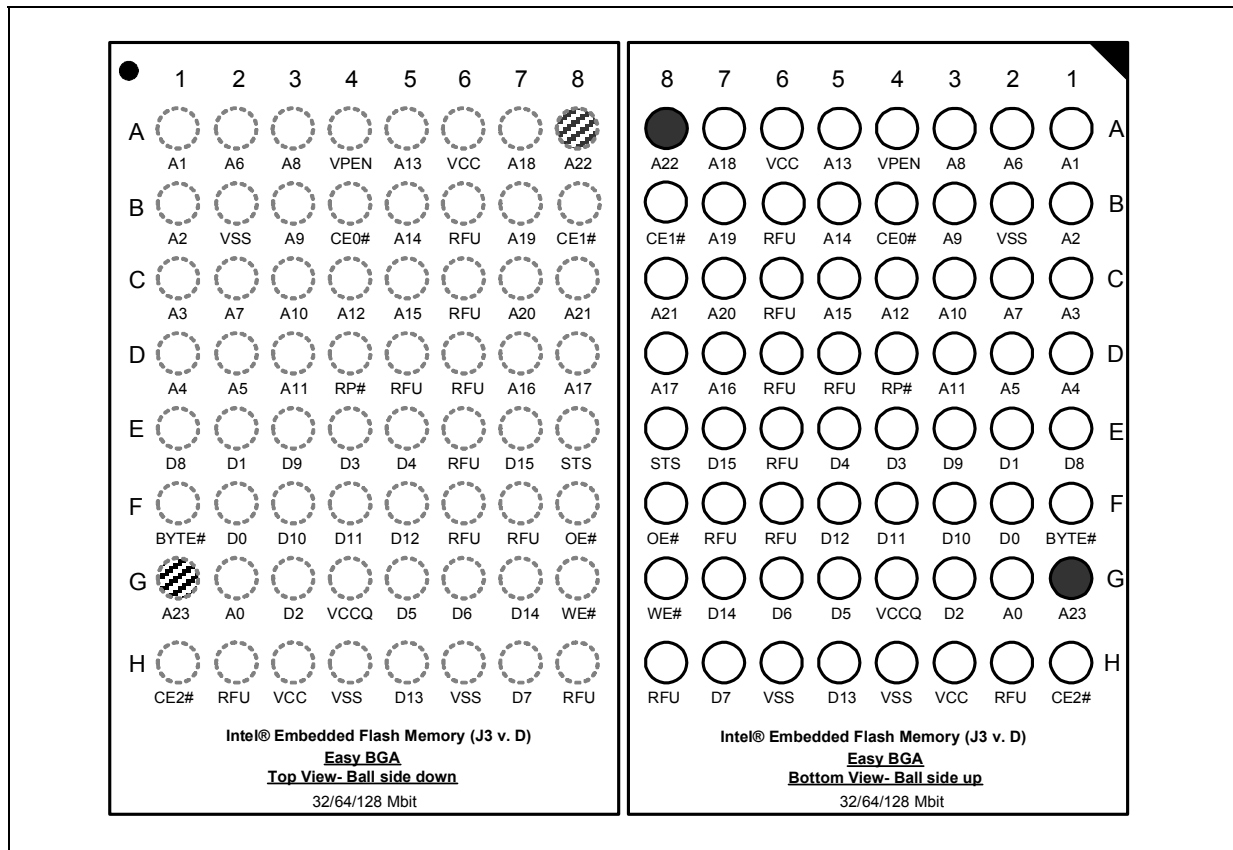 1 2 3 4 5 6 7 8
A
A1 A6 A8 VPEN A13 VCC A18 A22
B
A2 VSS A9 CE0# A14 RFU A19 CE1#
C
A3 A7 A10 A12 A15 RFU A20 A21
D
A4 A5 A11 RP# RFU RFU A16 A17
E
D8 D1 D9 D3 D4 RFU D15 STS
F
BYTE# D0 D10 D11 D12 RFU RFU OE#
G
A23 A0 D2 VCCQ D5 D6 D14 WE#
H
CE2# RFU VCC VSS D13 VSS D7 RFU
Intel® Embedded Flash Memory (J3 v. D)
Easy BGA
Top View- Ball side down
32/64/128 Mbit
8 7 6 5 4 3 2 1
A
A22 A18 VCC A13 VPEN A8 A6 A1
B
CE1# A19 RFU A14 CE0# A9 VSS A2
C
A21 A20 RFU A15 A12 A10 A7 A3
D
A17 A16 RFU RFU RP# A11 A5 A4
E
STS D15 RFU D4 D3 D9 D1 D8
F
OE# RFU RFU D12 D11 D10 D0 BYTE#
G
WE# D14 D6 D5 VCCQ D2 A0 A23
H
RFU D7 VSS D13 VSS VCC RFU CE2#
Intel® Embedded Flash Memory (J3 v. D)
Easy BGA
Bottom View- Ball side up
32/64/128 Mbit